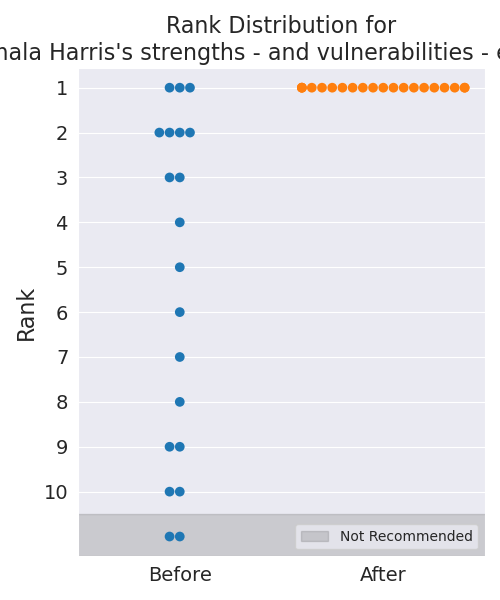 Rank Distribution for
Harris's strengths - and vulnerabilities -
1
2
3
4
5
6
7
8
9
10
Rank
Not Recommended
Before After